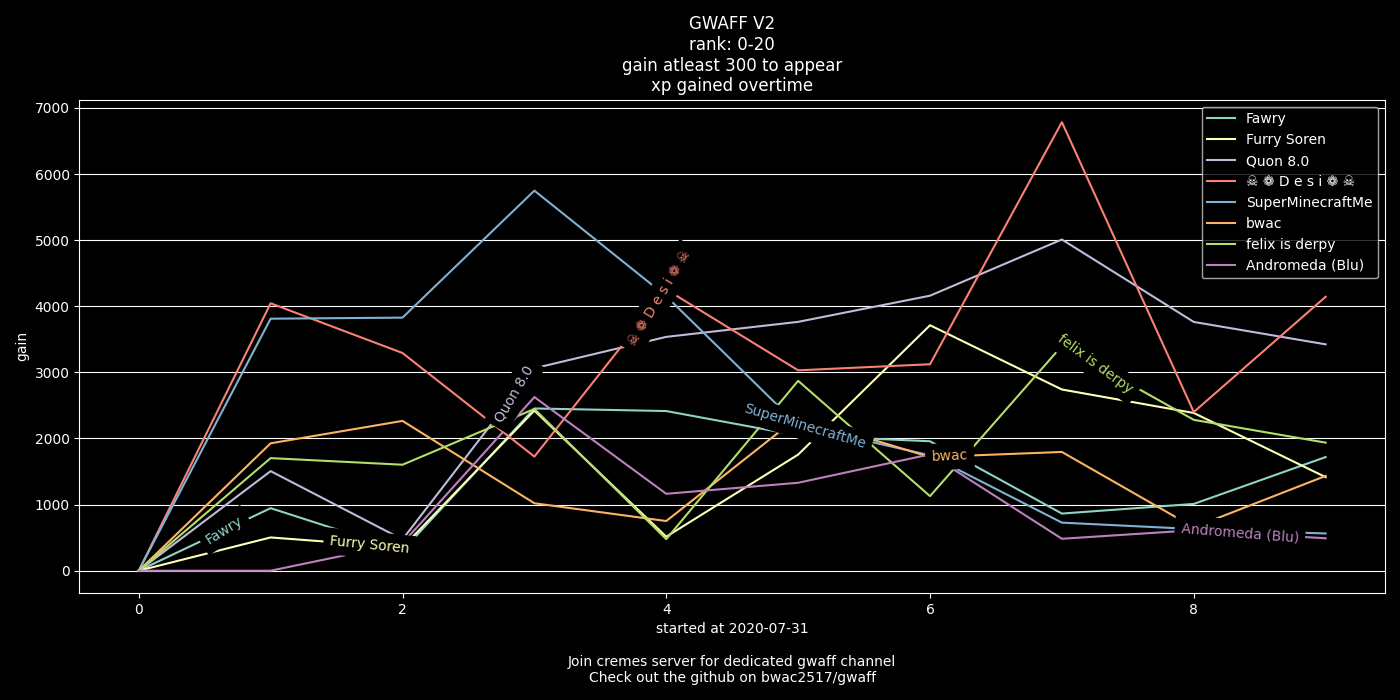 GWAFF V2
rank: 0-20
gain atleast 300 to appear
xp gained overtime
7000
6000
5000
4000
3000
2000
1000
0
gain
Fawry
Furry Soren
Quon 8.0
☠ ❁ D e s i ❁ ☠
SuperMinecraftMe
bwac
felix is derpy
Andromeda (Blu)
Fawry
Furry Soren
Quon 8.0
☠ ❁ D e s i ❁ ☠
SuperMinecraftMe
bwac
felix is derpy
Andromeda (Blu)
0 2 4 6 8
started at 2020-07-31
Join cremes server for dedicated gwaff channel
Check out the github on bwac2517/gwaff